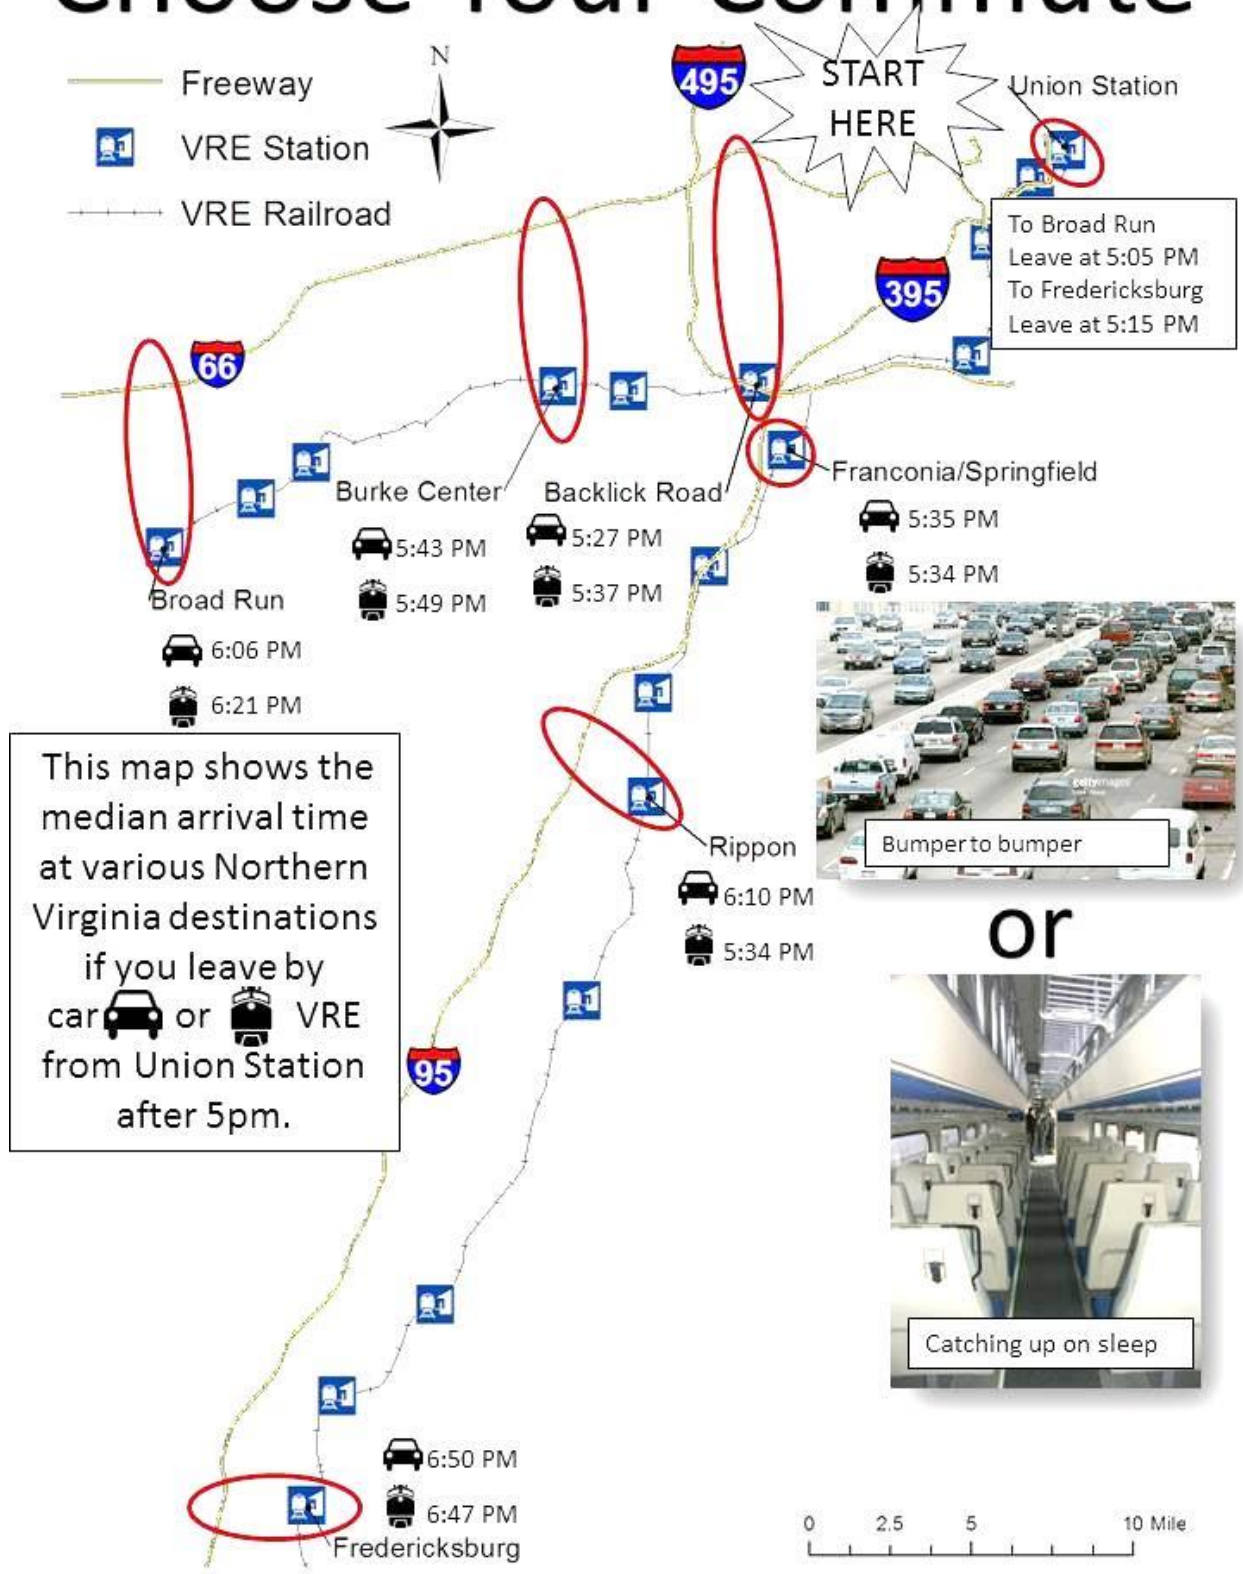 Choose Your Commute
Freeway
VRE Station
VRE Railroad
N
495
START
HERE
Union Station
To Broad Run
Leave at 5:05 PM
To Fredericksburg
Leave at 5:15 PM
395
66
Burke Center
5:43 PM
5:49 PM
Backlick Road
5:27 PM
5:37 PM
Franconia/Springfield
5:35 PM
5:34 PM
Broad Run
6:06 PM
6:21 PM
This map shows the
median arrival time
at various Northern
Virginia destinations
if you leave by
car or VRE
from Union Station
after 5pm.
Rippon
6:10 PM
5:34 PM
gettyimages
Bumper to bumper
or
95
Catching up on sleep
6:50 PM
6:47 PM
Fredericksburg
0 2.5 5 10 Mile